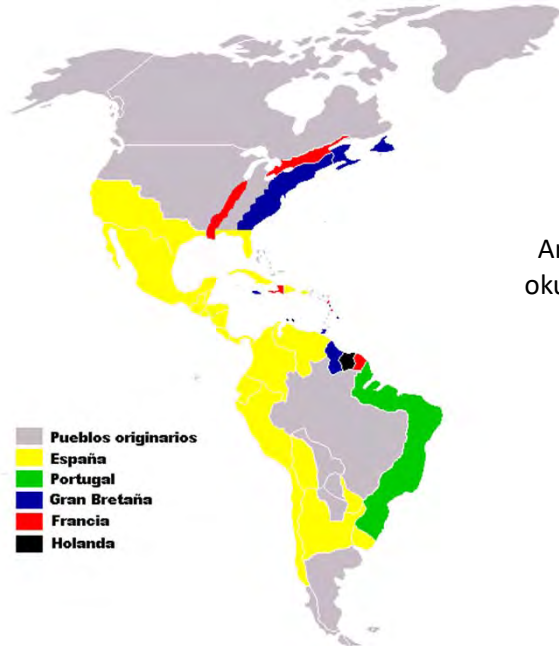 Pueblos originarios
España
Portugal
Gran Bretaña
Francia
Holanda